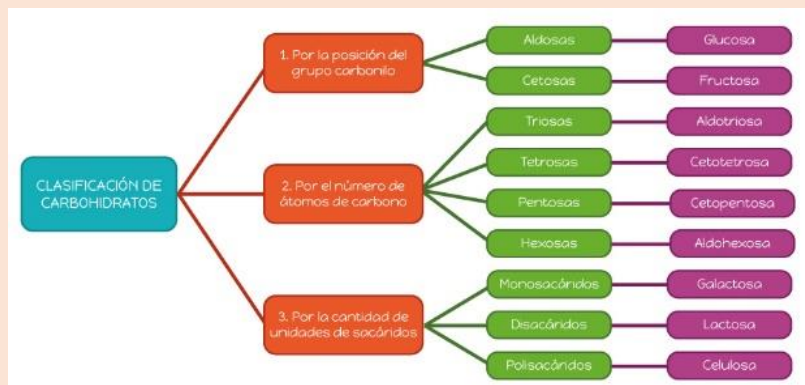 CLASIFICACIÓN DE
CARBOHIDRATOS
1. Por la posición del
grupo carbonilo
Aldosas
Glucosa
Cetosas
Fructosa
2. Por el número de
átomos de carbono
Triosas
Aldotriosa
Tetrosas
Cetotetrosa
Pentosas
Cetopentosa
Hexosas
Aldohexosa
3. Por la cantidad de
unidades de sacáridos
Monosacáridos
Galactosa
Disacáridos
Lactosa
Polisacáridos
Celulosa